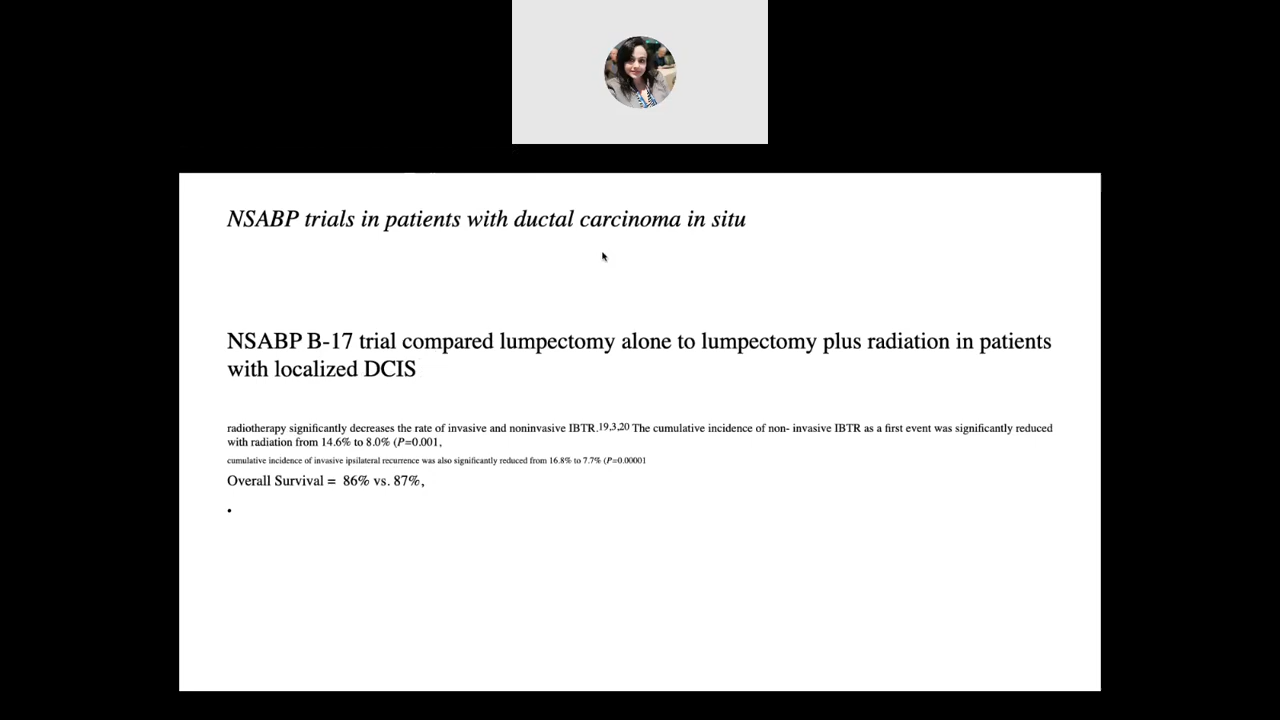 NSABP trials in patients with ductal carcinoma in situ
NSABP B-17 trial compared lumpectomy alone to lumpectomy plus radiation in patients
with localized DCIS
radiotherapy significantly decreases the rate of invasive and noninvasive IBTR.19,3,20 The cumulative incidence of non- invasive IBTR as a first event was significantly reduced
with radiation from 14.6% to 8.0% (P=0.001,
cumulative incidence of invasive ipsilateral recurrence was also significantly reduced from 16.8% to 7.7% (P=0.00001
Overall Survival = 86% vs. 87%,
•